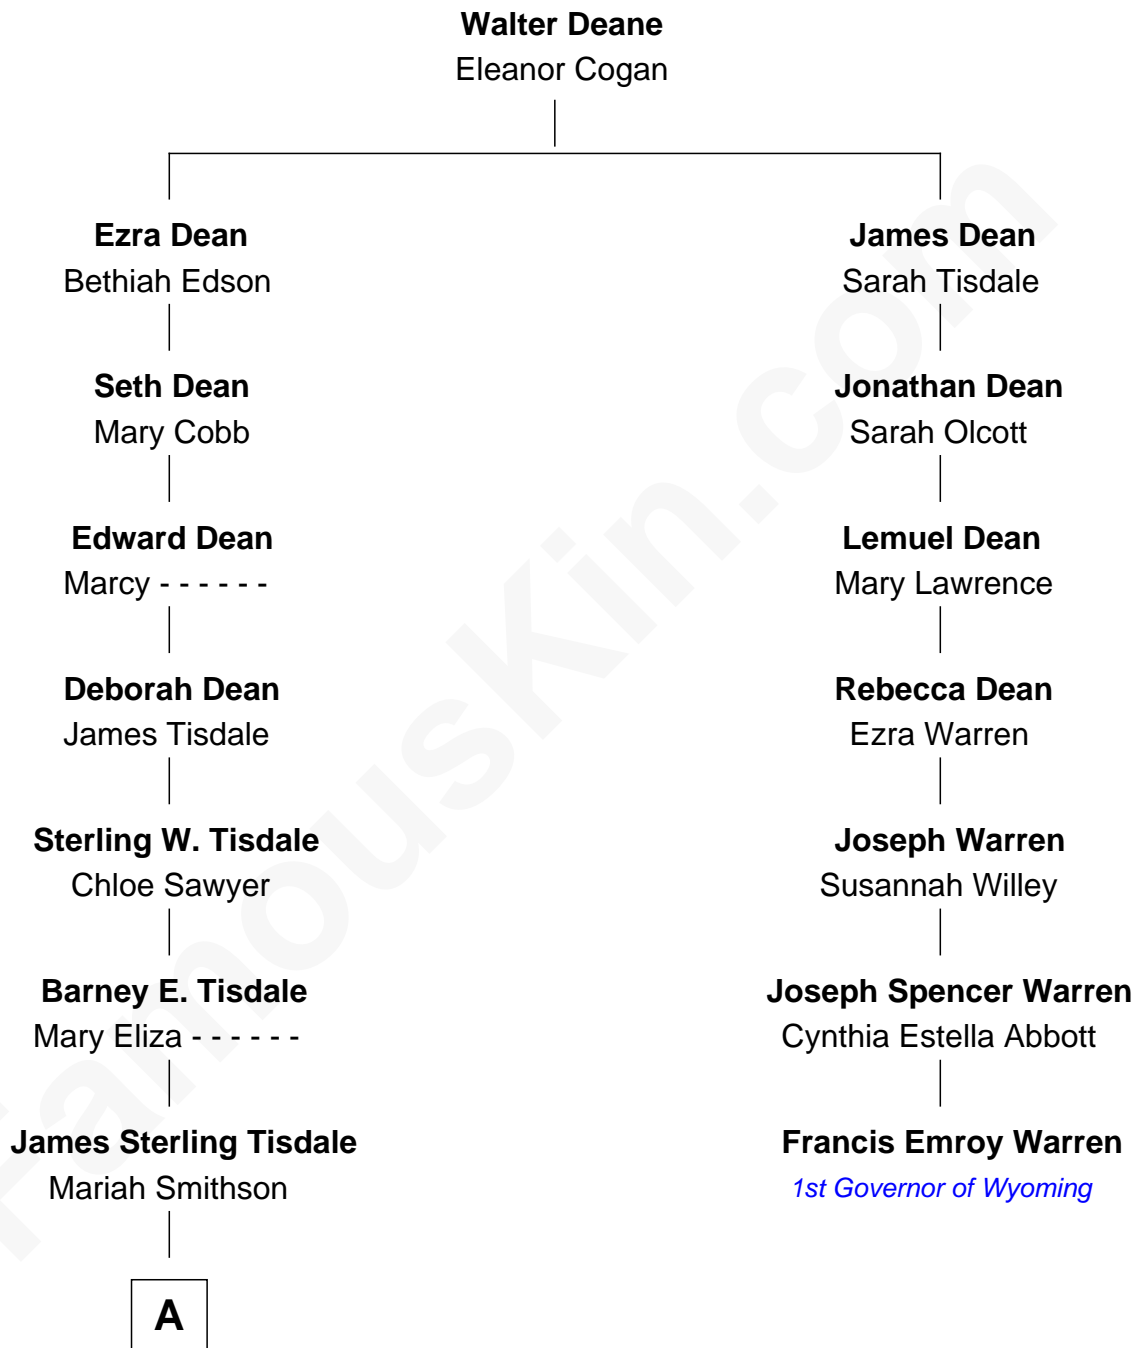 Walter Deane
Eleanor Cogan
Ezra Dean
Bethiah Edson
James Dean
Sarah Tisdale
Seth Dean
Mary Cobb
Jonathan Dean
Sarah Olcott
Edward Dean
Marcy - - - - - -
Lemuel Dean
Mary Lawrence
Deborah Dean
James Tisdale
Rebecca Dean
Ezra Warren
Sterling W. Tisdale
Chloe Sawyer
Joseph Warren
Susannah Willey
Barney E. Tisdale
Mary Eliza - - - - - -
Joseph Spencer Warren
Cynthia Estella Abbott
James Sterling Tisdale
Mariah Smithson
Francis Emroy Warren
1st Governor of Wyoming
A
FamousKin.com